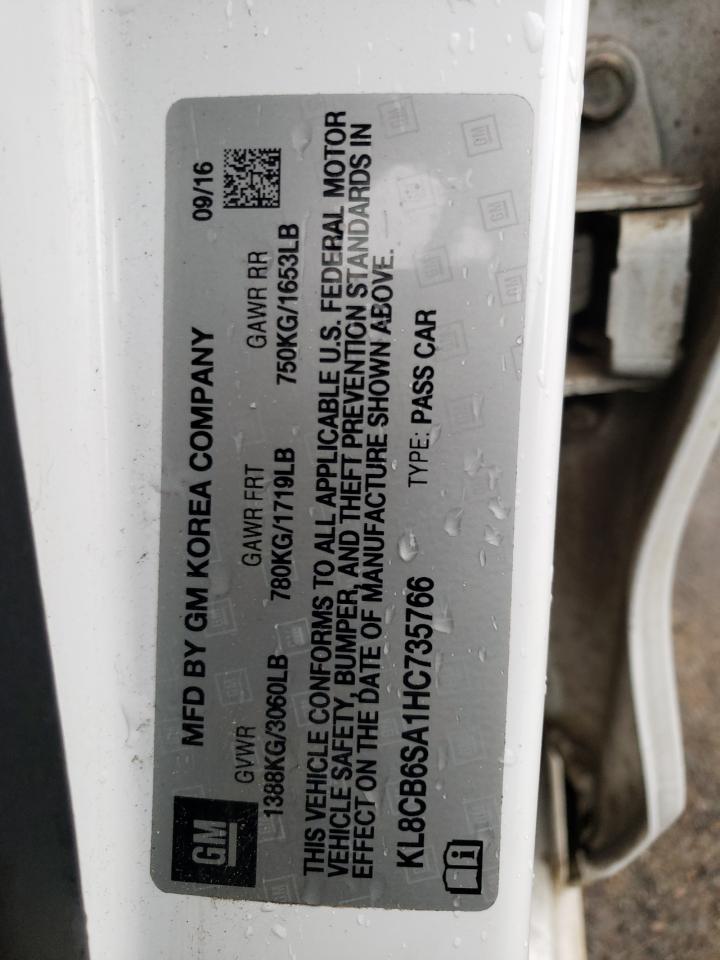 GM
MFD BY GM KOREA COMPANY 09/16
GVWR GAWR FRT GAWR RR
1388KG/3060LB 780KG/1719LB 750KG/1653LB
THIS VEHICLE CONFORMS TO ALL APPLICABLE U.S. FEDERAL MOTOR
VEHICLE SAFETY, BUMPER, AND THEFT PREVENTION STANDARDS IN
EFFECT ON THE DATE OF MANUFACTURE SHOWN ABOVE.
KL8CB6SA1HC735766 TYPE: PASS CAR